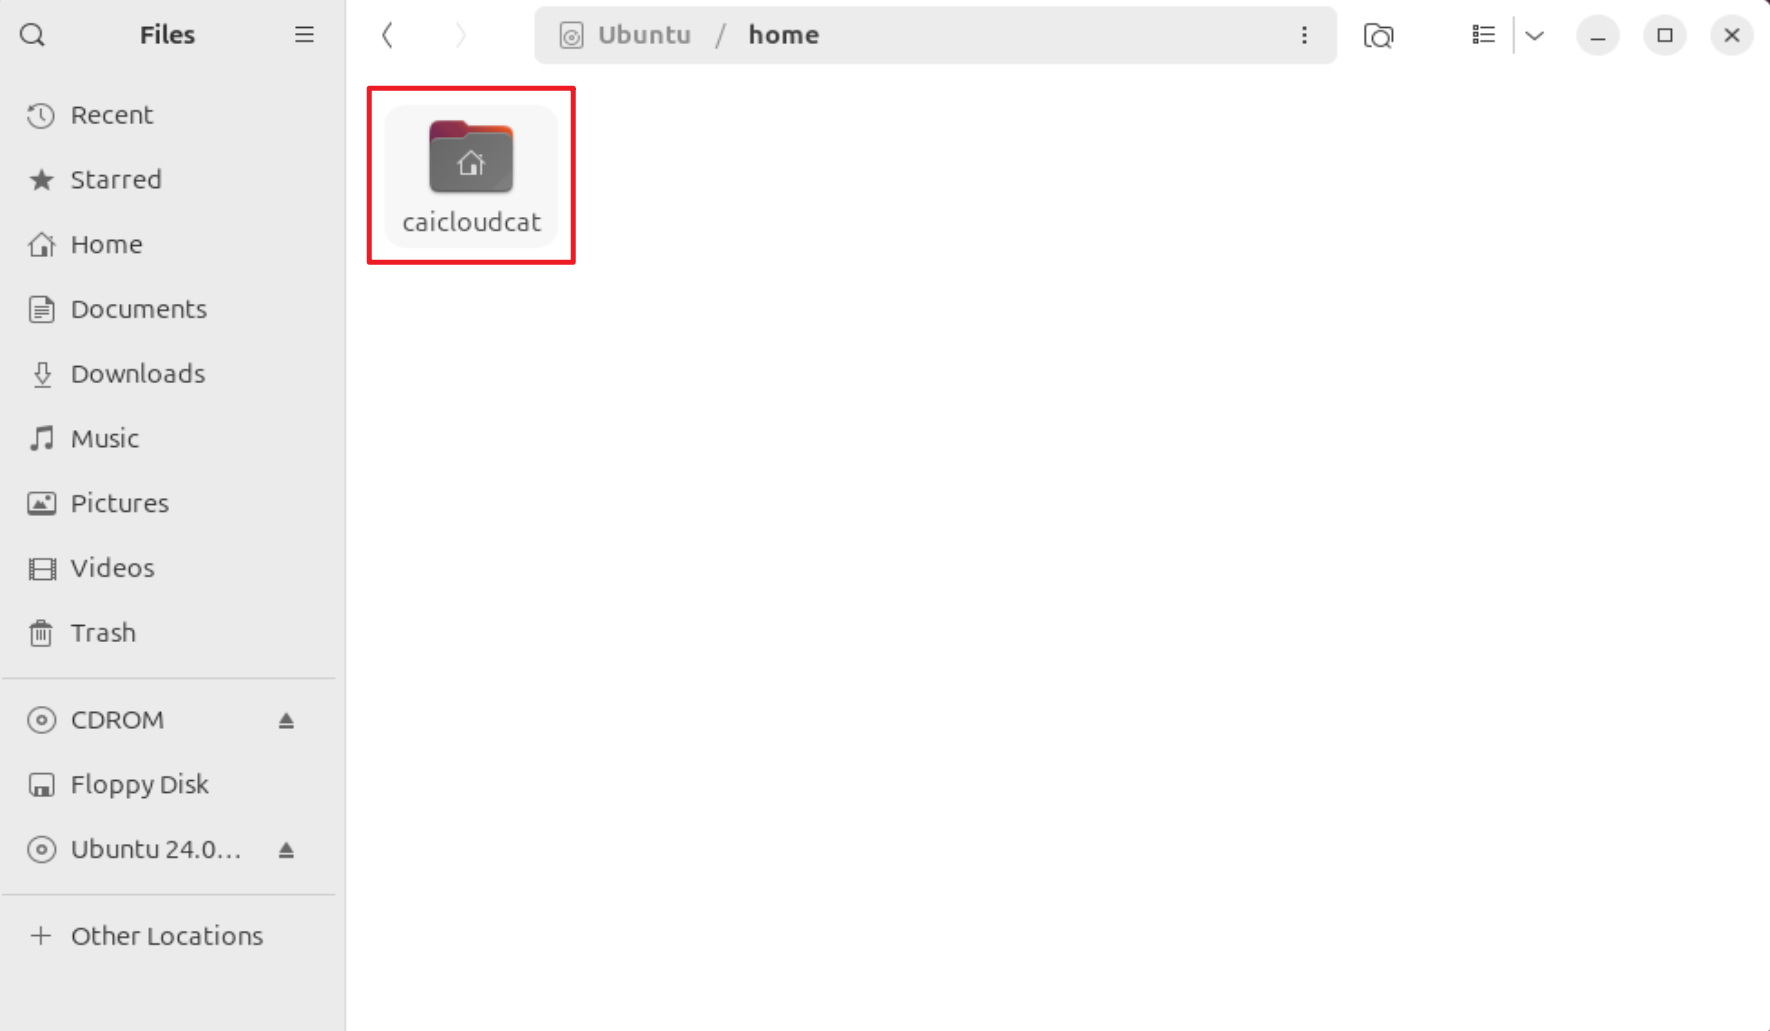 Files
Ubuntu / home
Recent
Starred
Home
Documents
Downloads
Music
Pictures
Videos
Trash
CDROM
Floppy Disk
Ubuntu 24.0...
Other Locations
caicloudcat